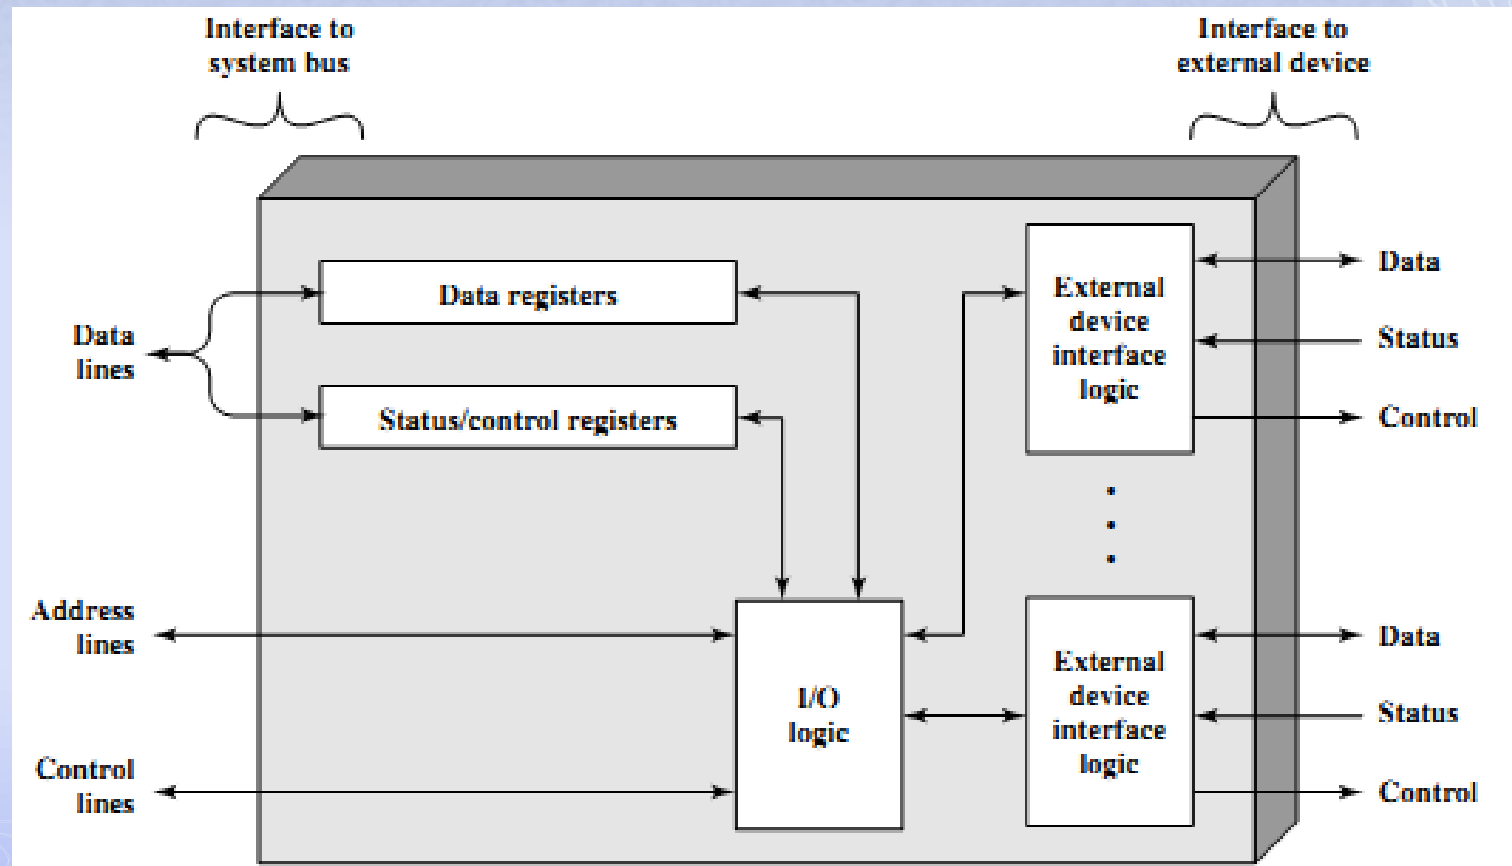 Interface to
system bus
Interface to
external device
Data registers
Data
lines
Status/control registers
External
device
interface
logic
Data
Status
Control
Address
lines
I/O
logic
Control
lines
External
device
interface
logic
Data
Status
Control